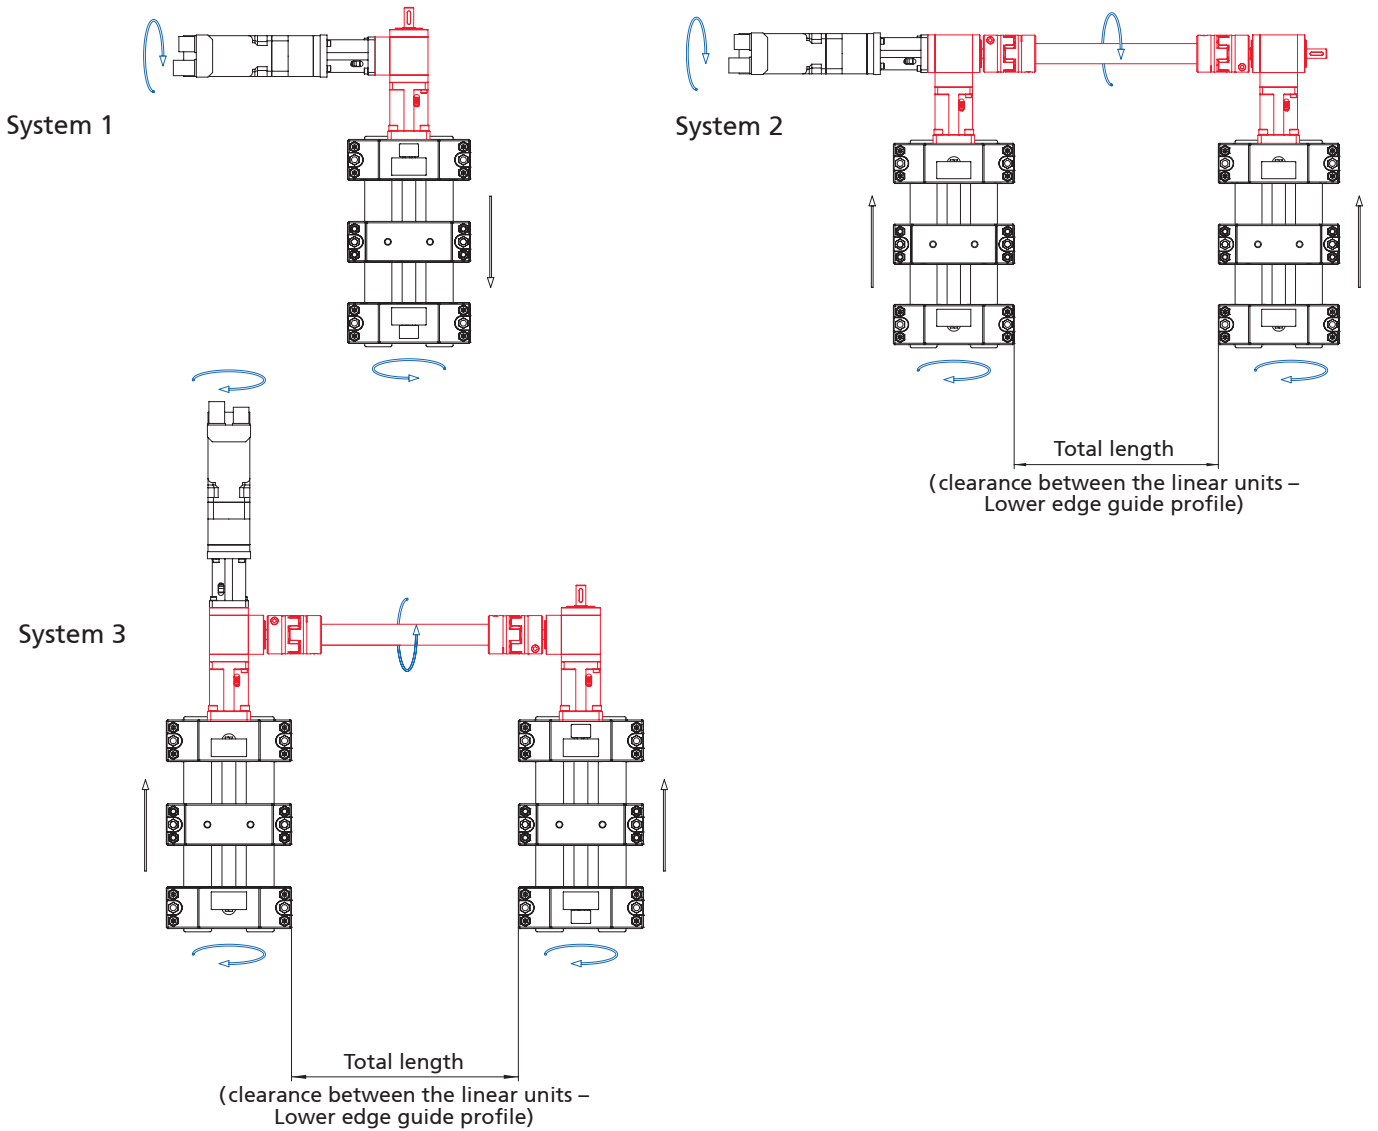 System 1
System 2
Total length
(clearance between the linear units –
Lower edge guide profile)
System 3
Total length
(clearance between the linear units –
Lower edge guide profile)